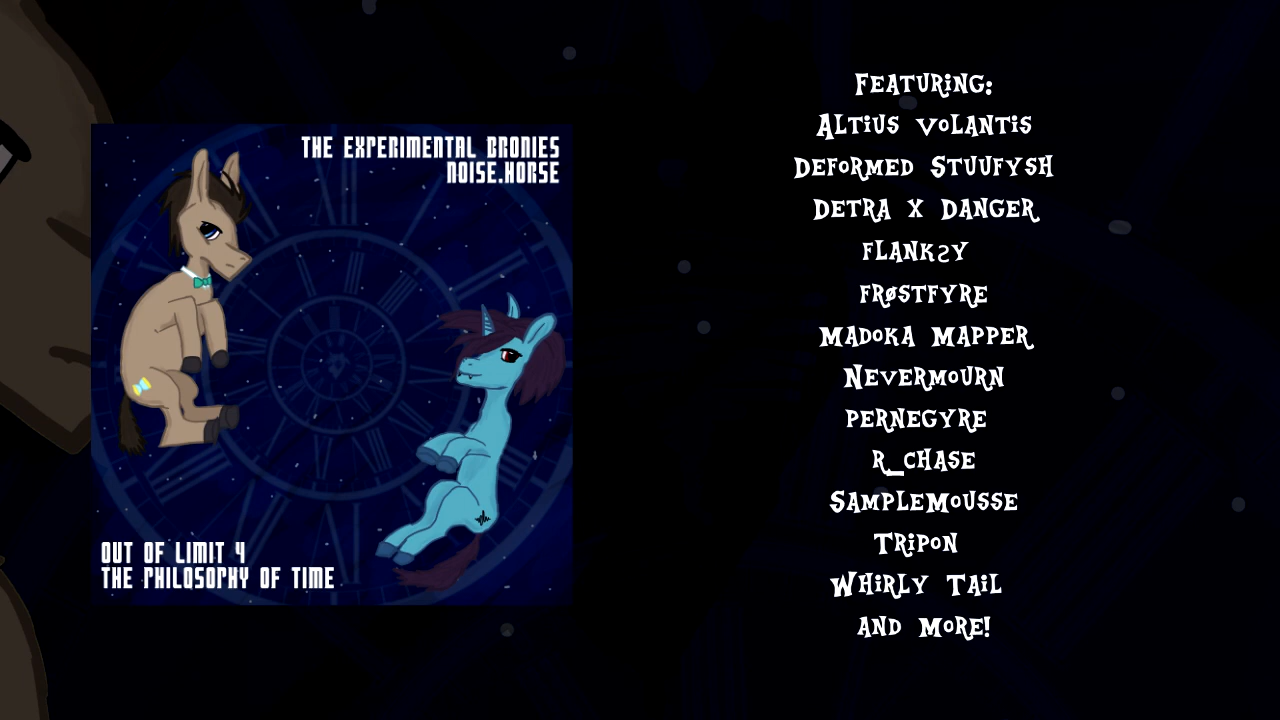 THE EXPERIMENTAL BRONIES
NOISE.HORSE
OUT OF LIMIT 4
THE PHILOSOPHY OF TIME
FEATURING:
ALTIUS VOLANTIS
DEFORMED STUUFYSH
DETRA X DANGER
FLANKSY
FRØSTFYRE
MADOKA MAPPER
NEVERMOURN
PERNEGYRE
R_CHASE
SAMPLEMOUSSE
TRIPON
WHIRLY TAIL
AND MORE!